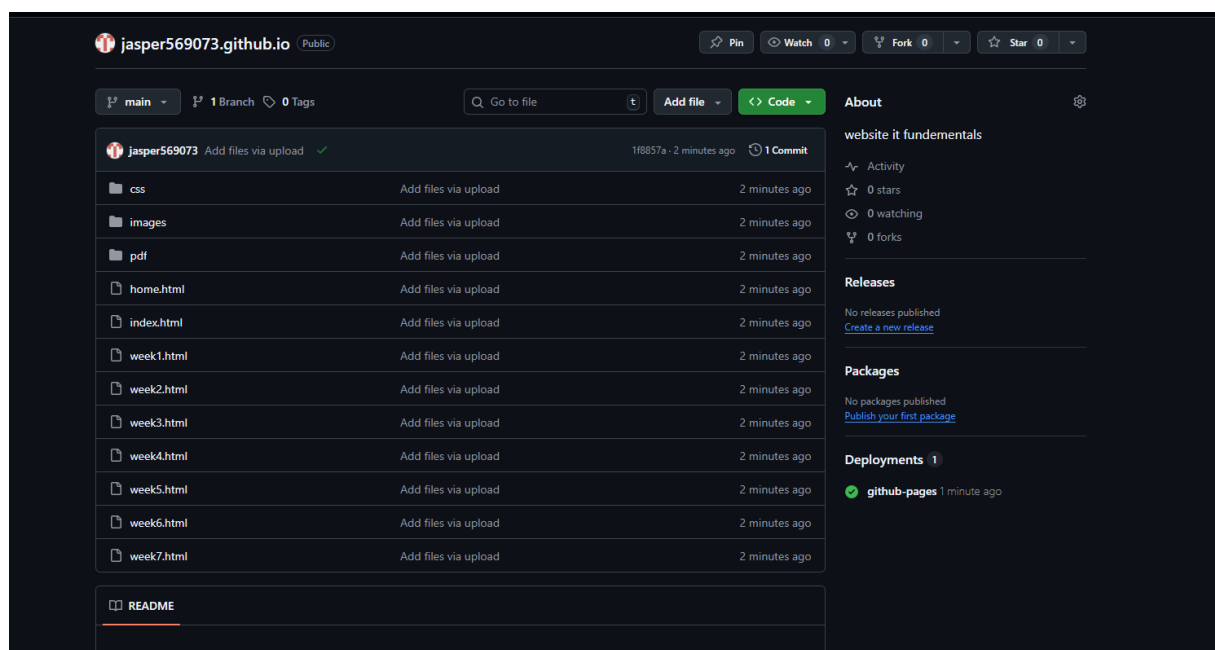 jasper569073.github.io Public Pin Watch 0 Fork 0 Star 0
main 1 Branch 0 Tags Go to file t Add file <> Code
jasper569073 Add files via upload 1f8857a · 2 minutes ago 1 Commit
css Add files via upload 2 minutes ago
images Add files via upload 2 minutes ago
pdf Add files via upload 2 minutes ago
home.html Add files via upload 2 minutes ago
index.html Add files via upload 2 minutes ago
week1.html Add files via upload 2 minutes ago
week2.html Add files via upload 2 minutes ago
week3.html Add files via upload 2 minutes ago
week4.html Add files via upload 2 minutes ago
week5.html Add files via upload 2 minutes ago
week6.html Add files via upload 2 minutes ago
week7.html Add files via upload 2 minutes ago
README
About
website it fundementals
Activity
0 stars
0 watching
0 forks
Releases
No releases published
Create a new release
Packages
No packages published
Publish your first package
Deployments 1
github-pages 1 minute ago